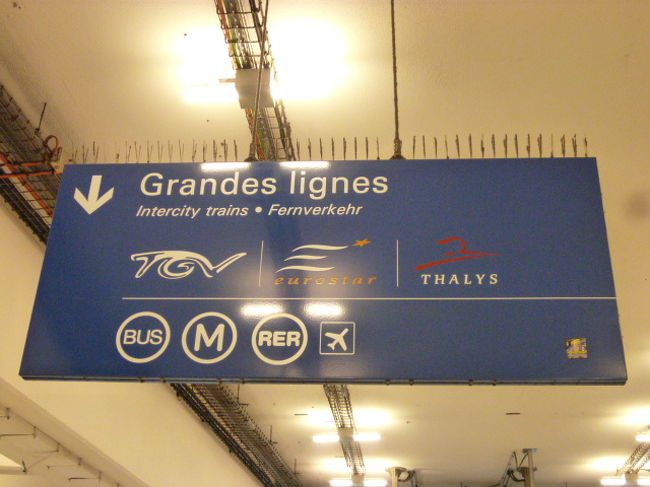 Grandes lignes
Intercity trains • Fernverkehr
TGV eurostar THALYS
BUS M RER